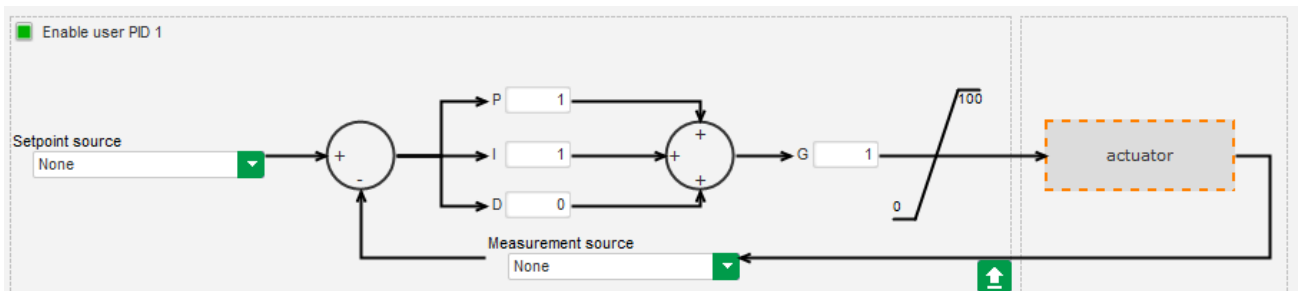 Enable user PID 1
P 1
100
Setpoint source
None
+
-
I 1
+
+
+
G 1
actuator
D 0
0
Measurement source
None